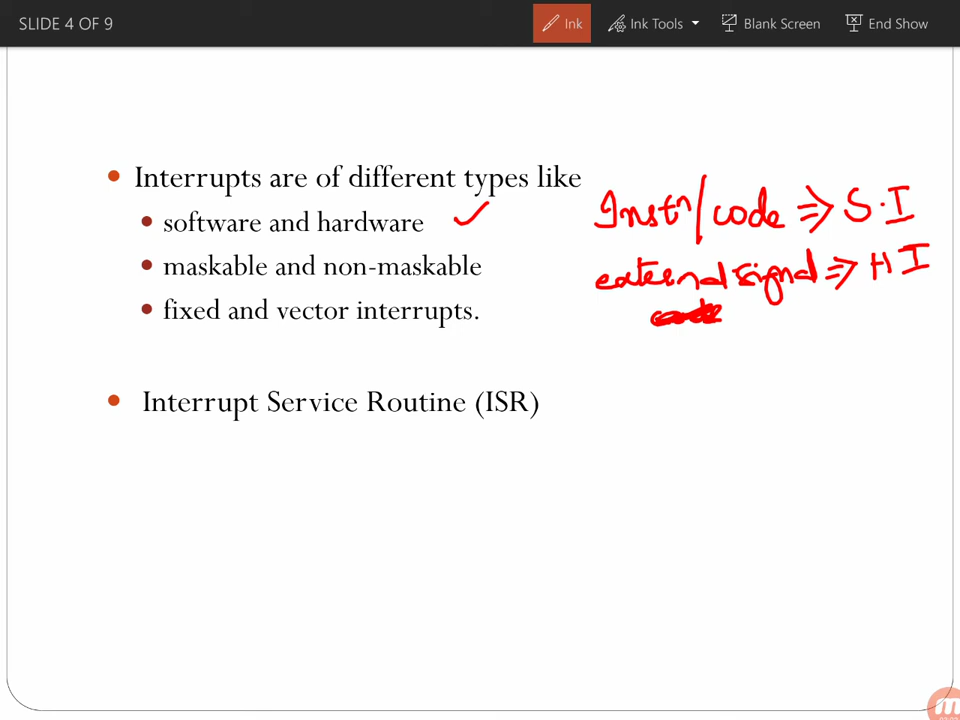 SLIDE 4 OF 9
Ink
Ink Tools
Blank Screen
End Show
• Interrupts are of different types like
• software and hardware
• maskable and non-maskable
• fixed and vector interrupts.
Instⁿ/code ⇒ S.I
external signal ⇒ H I
• Interrupt Service Routine (ISR)